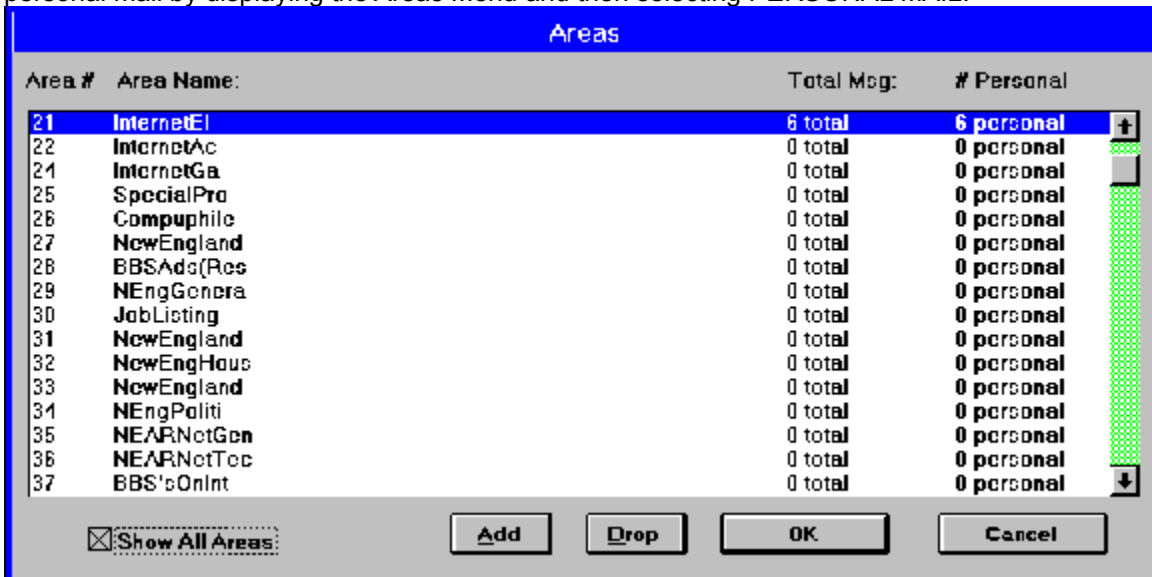 personal mail by displaying the Areas Menu and then selecting PERSONAL MAIL.
Areas
Area # Area Name: Total Msg: # Personal
21 InternetEl 6 total 6 personal
22 InternetAc 0 total 0 personal
24 InternetGa 0 total 0 personal
25 SpecialPro 0 total 0 personal
26 Compuphile 0 total 0 personal
27 NewEngland 0 total 0 personal
28 BBSAds(Res 0 total 0 personal
29 NEngGenera 0 total 0 personal
30 JobListing 0 total 0 personal
31 NewEngland 0 total 0 personal
32 NewEngHous 0 total 0 personal
33 NewEngland 0 total 0 personal
34 NEngPoliti 0 total 0 personal
35 NEARNetGen 0 total 0 personal
36 NEARNetTec 0 total 0 personal
37 BBS'sOnInt 0 total 0 personal
Show All Areas Add Drop OK Cancel